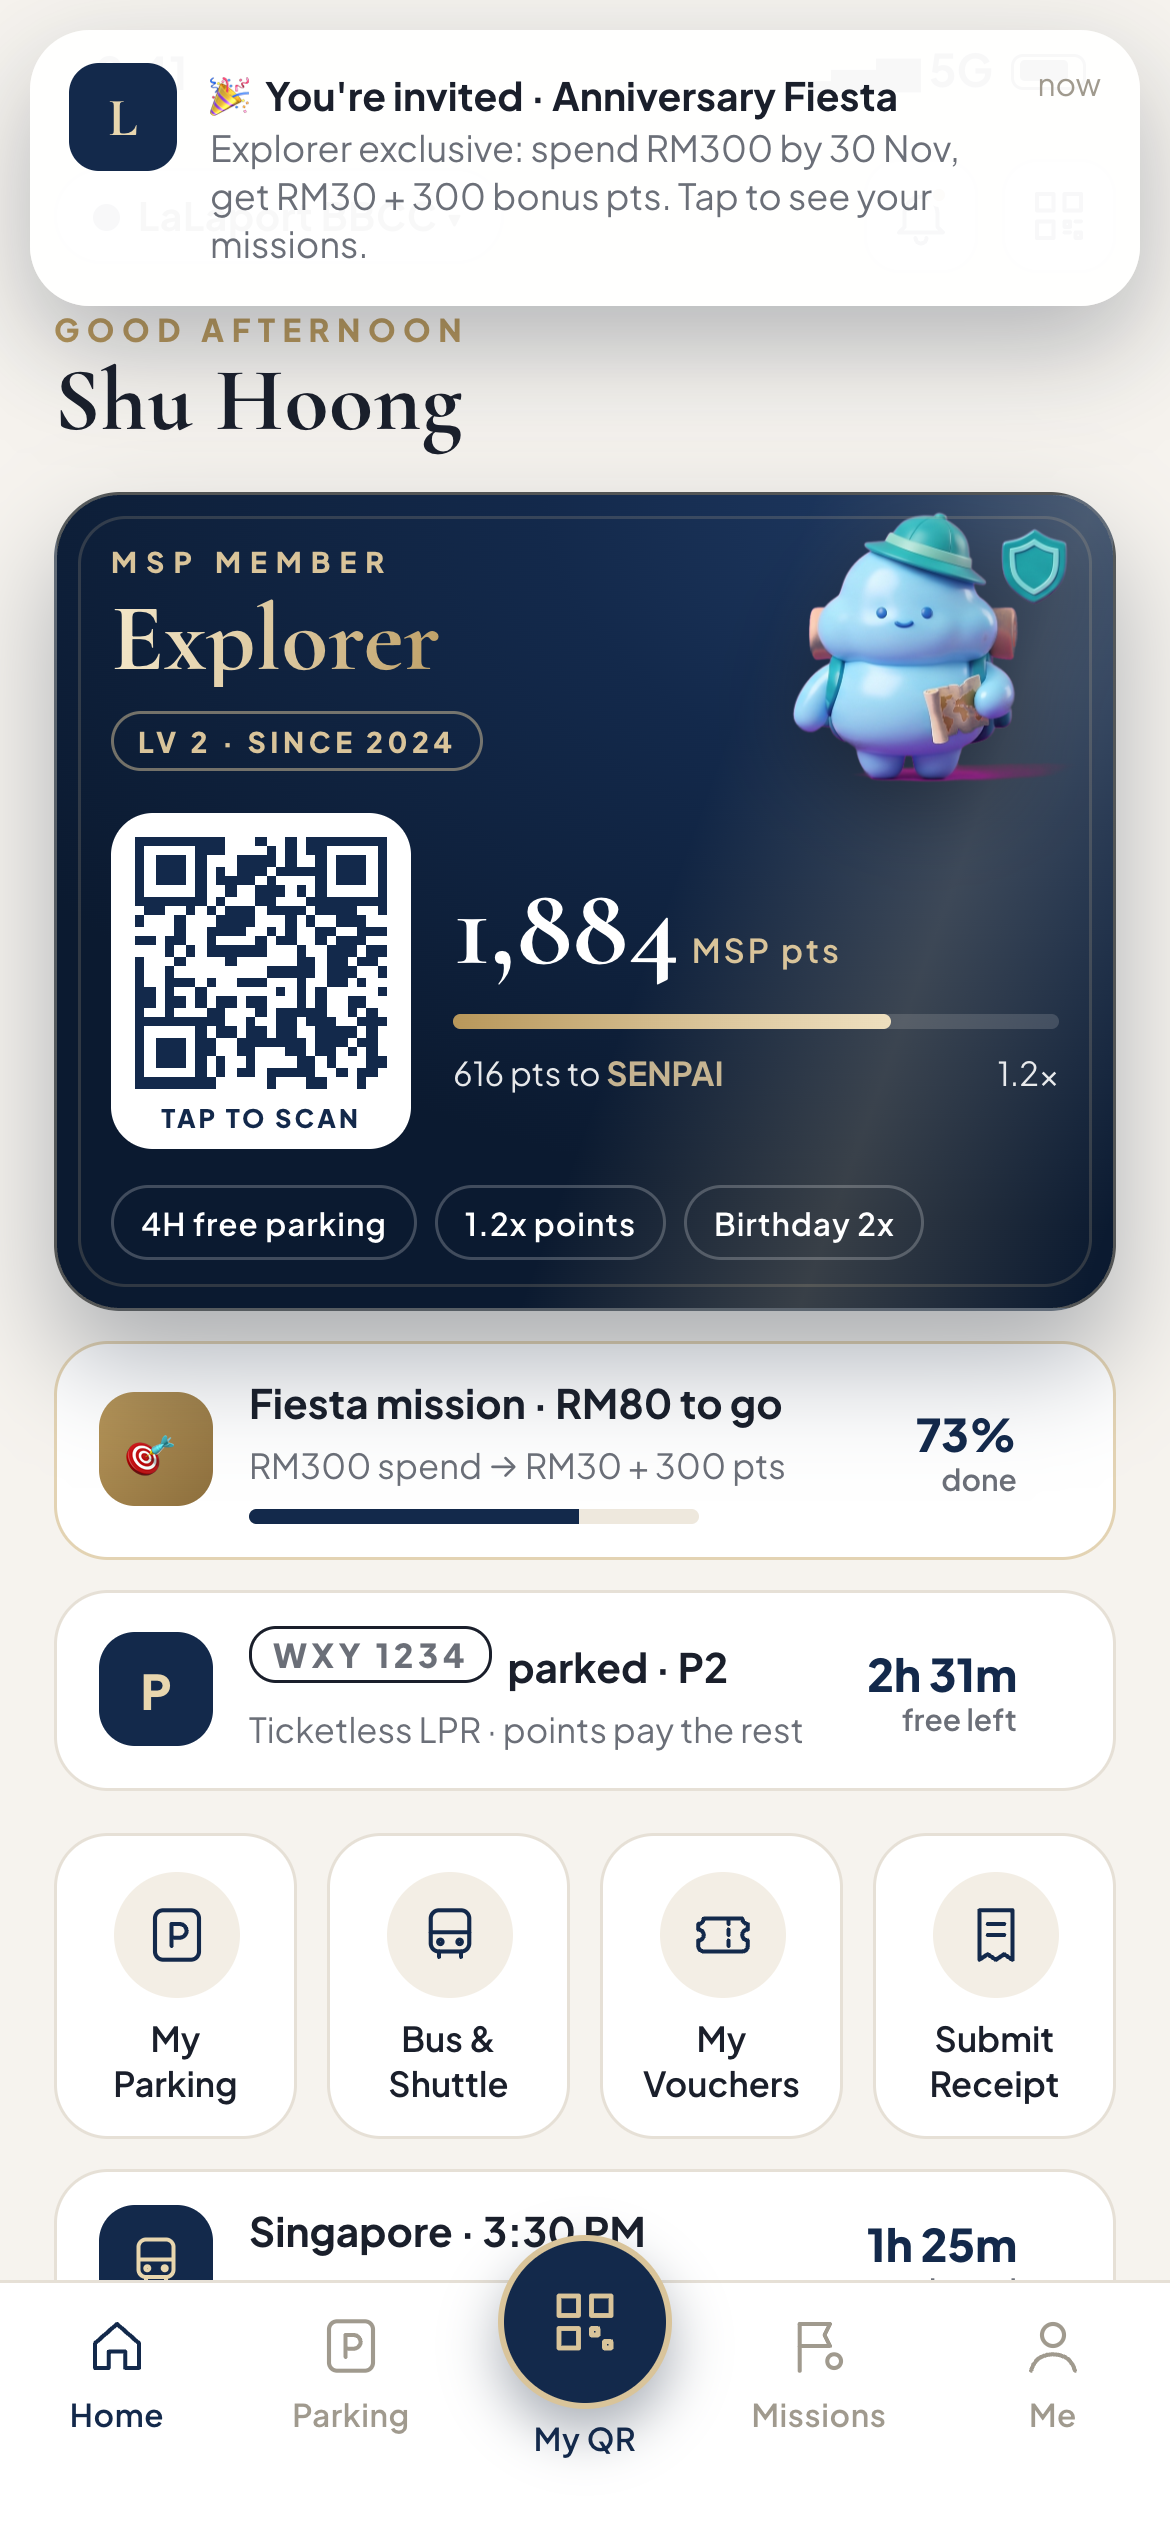 L
🎉 You're invited · Anniversary Fiesta
now
Explorer exclusive: spend RM300 by 30 Nov,
get RM30 + 300 bonus pts. Tap to see your
missions.
5G
LaLaport BBCC
GOOD AFTERNOON
Shu Hoong
MSP MEMBER
Explorer
LV 2 · SINCE 2024
1,884 MSP pts
616 pts to SENPAI
1.2×
TAP TO SCAN
4H free parking
1.2x points
Birthday 2x
Fiesta mission · RM80 to go
RM300 spend → RM30 + 300 pts
73%
done
P
WXY 1234 parked · P2
Ticketless LPR · points pay the rest
2h 31m
free left
P
My
Parking
Bus &
Shuttle
My
Vouchers
Submit
Receipt
Singapore · 3:30 PM
1h 25m
Home
P
Parking
My QR
Missions
Me